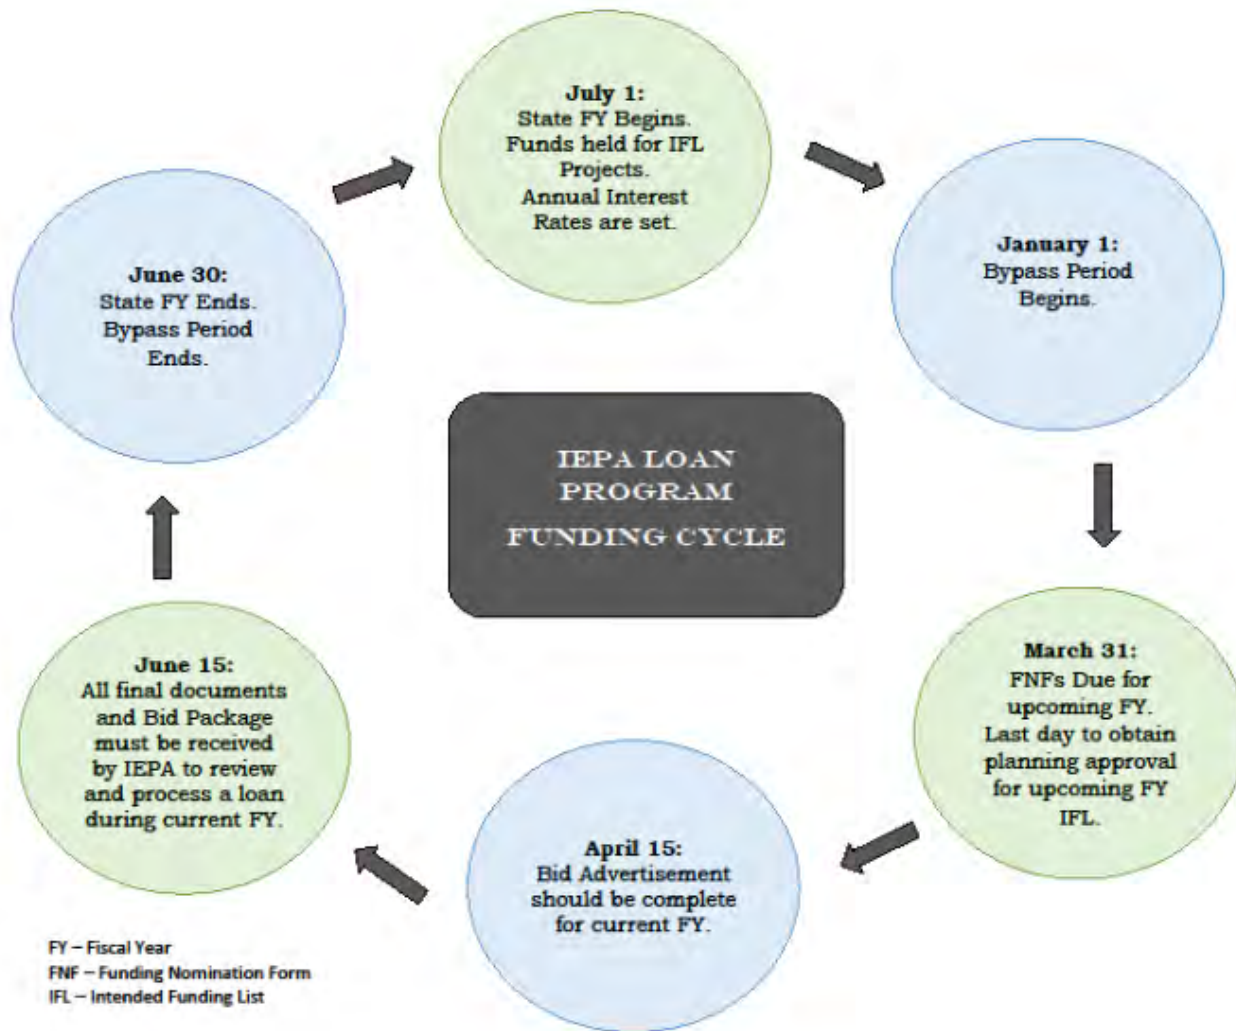 July 1:
State FY Begins.
Funds held for IFL
Projects.
Annual Interest
Rates are set.
January 1:
Bypass Period
Begins.
March 31:
FNFs Due for
upcoming FY.
Last day to obtain
planning approval
for upcoming FY
IFL.
April 15:
Bid Advertisement
should be complete
for current FY.
June 15:
All final documents
and Bid Package
must be received
by IEPA to review
and process a loan
during current FY.
June 30:
State FY Ends.
Bypass Period
Ends.
IEPA LOAN
PROGRAM
FUNDING CYCLE
FY – Fiscal Year
FNF – Funding Nomination Form
IFL – Intended Funding List